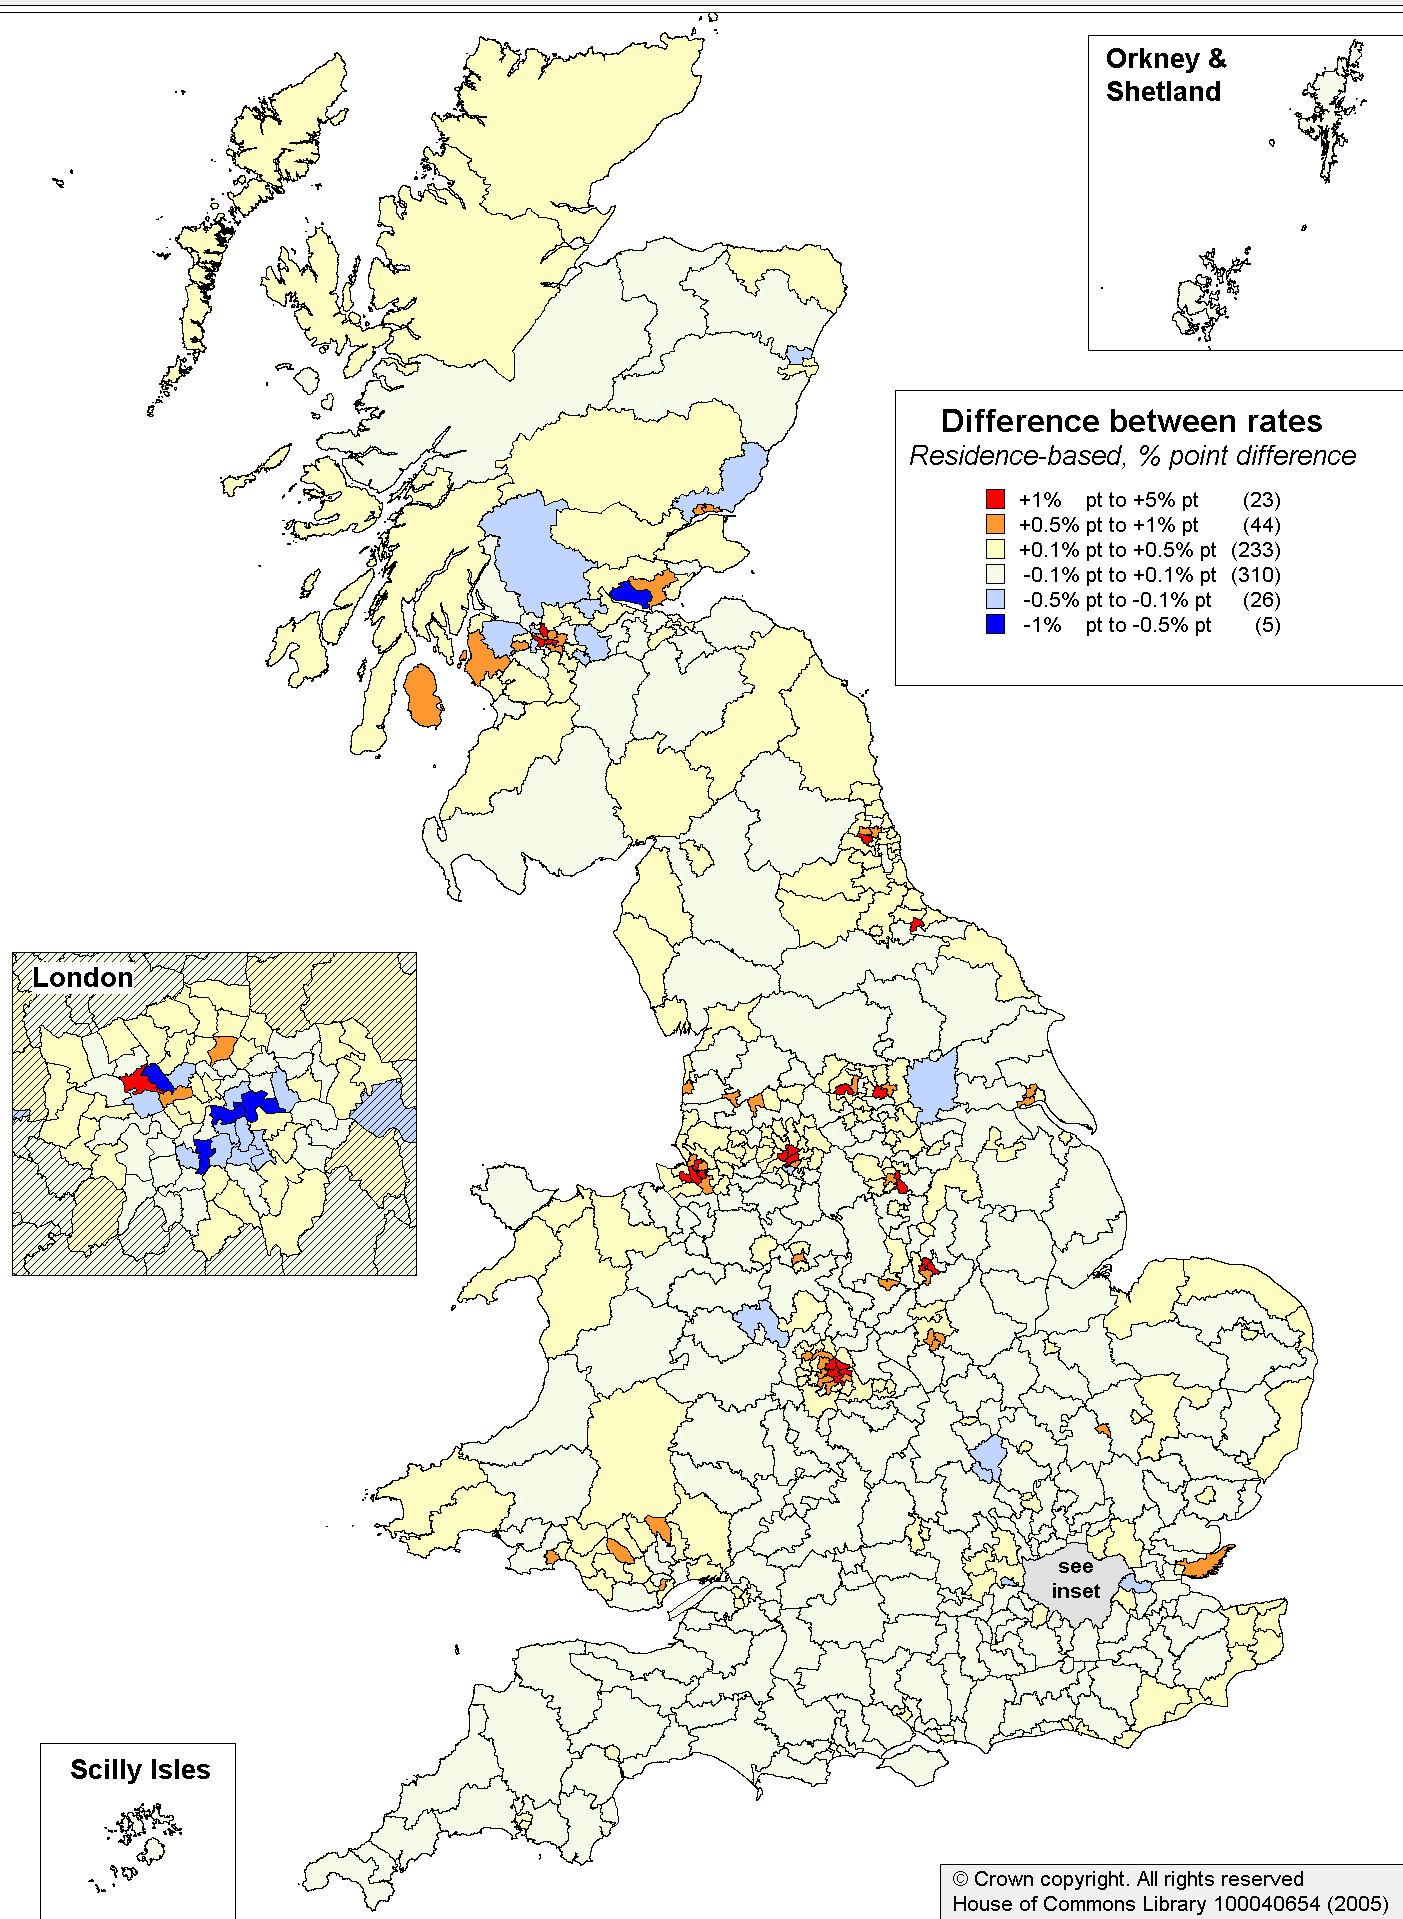 Orkney &
Shetland
Difference between rates
Residence-based, % point difference
+1% pt to +5% pt (23)
+0.5% pt to +1% pt (44)
+0.1% pt to +0.5% pt (233)
-0.1% pt to +0.1% pt (310)
-0.5% pt to -0.1% pt (26)
-1% pt to -0.5% pt (5)
London
see
inset
Scilly Isles
© Crown copyright. All rights reserved
House of Commons Library 100040654 (2005)